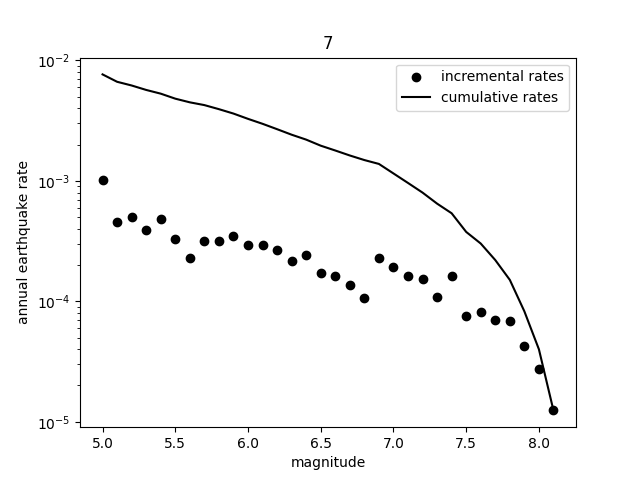 7
incremental rates
cumulative rates
annual earthquake rate
10⁻²
10⁻³
10⁻⁴
10⁻⁵
5.0 5.5 6.0 6.5 7.0 7.5 8.0
magnitude